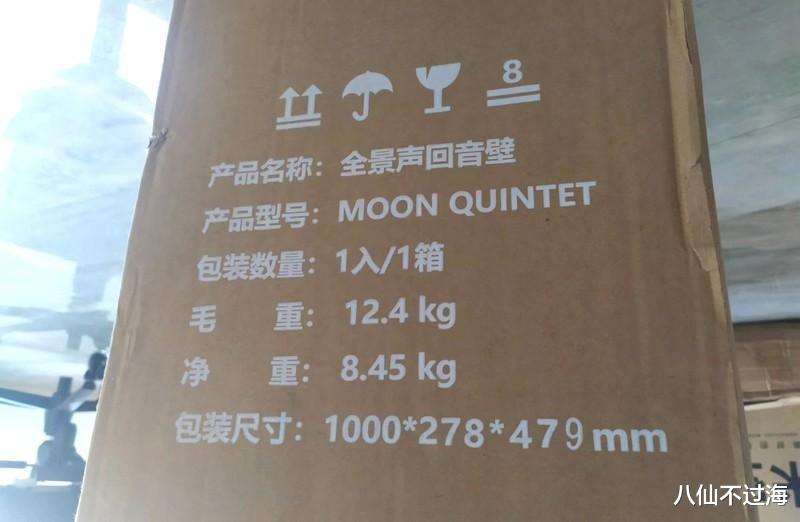 8
产品名称：全景声回音壁
产品型号：MOON QUINTET
包装数量：1入/1箱
毛 重：12.4 kg
净 重：8.45 kg
包装尺寸：1000*278*479mm
八仙不过海